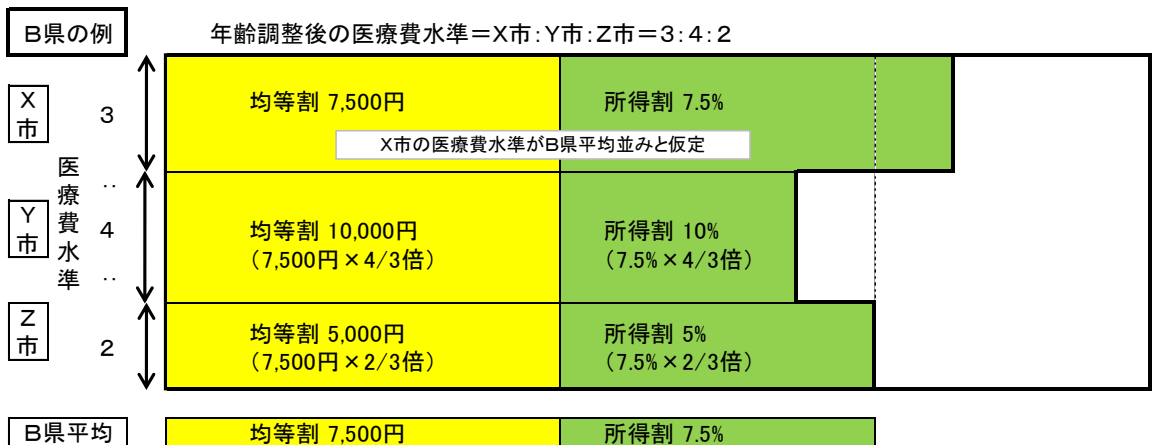 B県の例
年齢調整後の医療費水準=X市:Y市:Z市=3:4:2
X市
3
均等割 7,500円
所得割 7.5%
X市の医療費水準がB県平均並みと仮定
医療費水準
‥
Y市
4
均等割 10,000円
所得割 10%
(7,500円×4/3倍)
(7.5%×4/3倍)
‥
Z市
2
均等割 5,000円
所得割 5%
(7,500円×2/3倍)
(7.5%×2/3倍)
B県平均
均等割 7,500円
所得割 7.5%